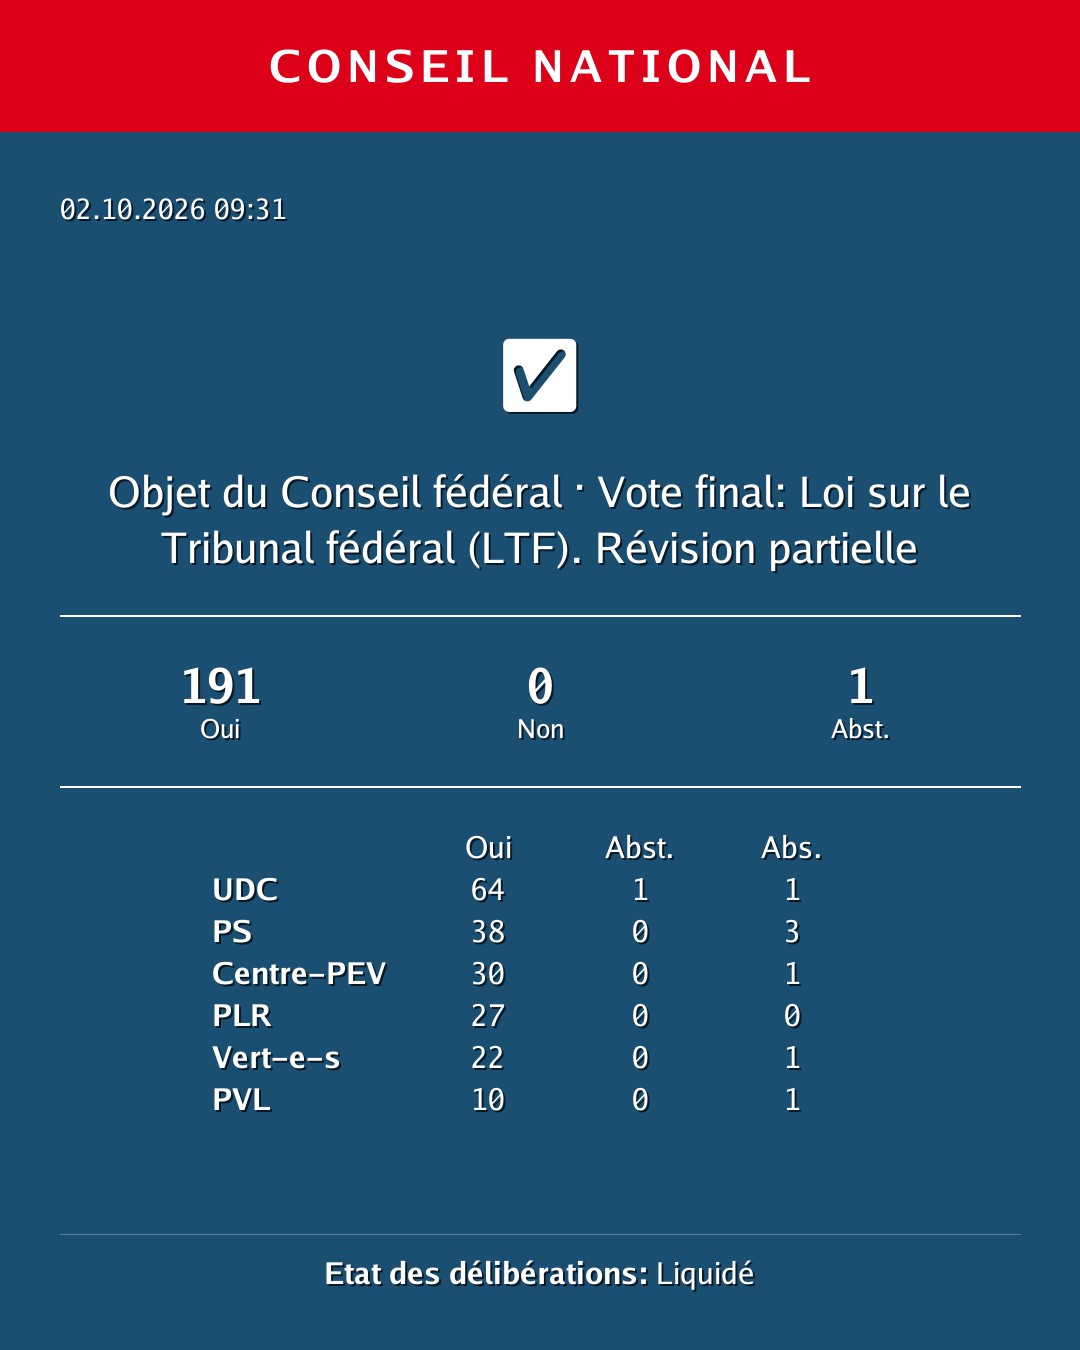 CONSEIL NATIONAL
02.10.2026 09:31
Objet du Conseil fédéral · Vote final: Loi sur le
Tribunal fédéral (LTF). Révision partielle
191 0 1
Oui Non Abst.
Oui Abst. Abs.
UDC 64 1 1
PS 38 0 3
Centre-PEV 30 0 1
PLR 27 0 0
Vert-e-s 22 0 1
PVL 10 0 1
Etat des délibérations: Liquidé